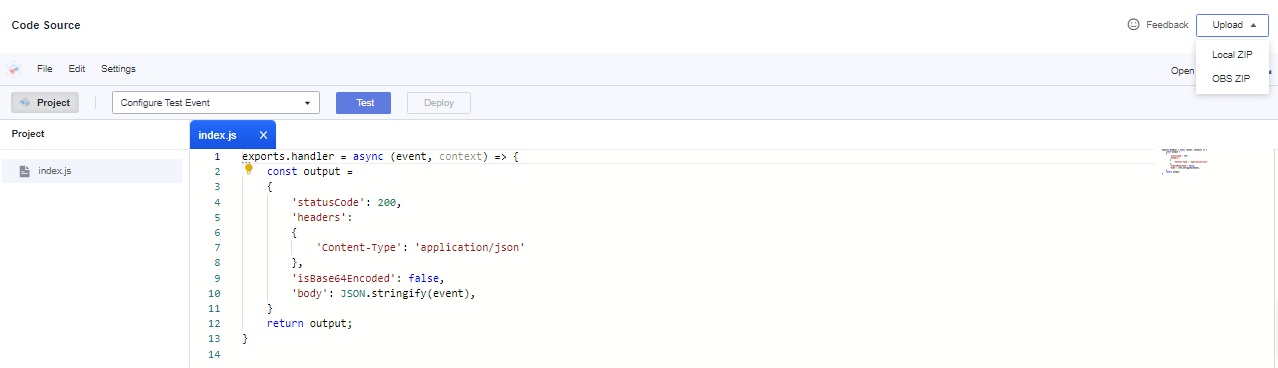 Code Source
Feedback
Upload
Local ZIP
OBS ZIP
File Edit Settings
Open
Project
Configure Test Event
Test
Deploy
Project
index.js
index.js
1 exports.handler = async (event, context) => {
2 const output =
3 {
4 'statusCode': 200,
5 'headers':
6 {
7 'Content-Type': 'application/json'
8 },
9 'isBase64Encoded': false,
10 'body': JSON.stringify(event),
11 }
12 return output;
13 }
14